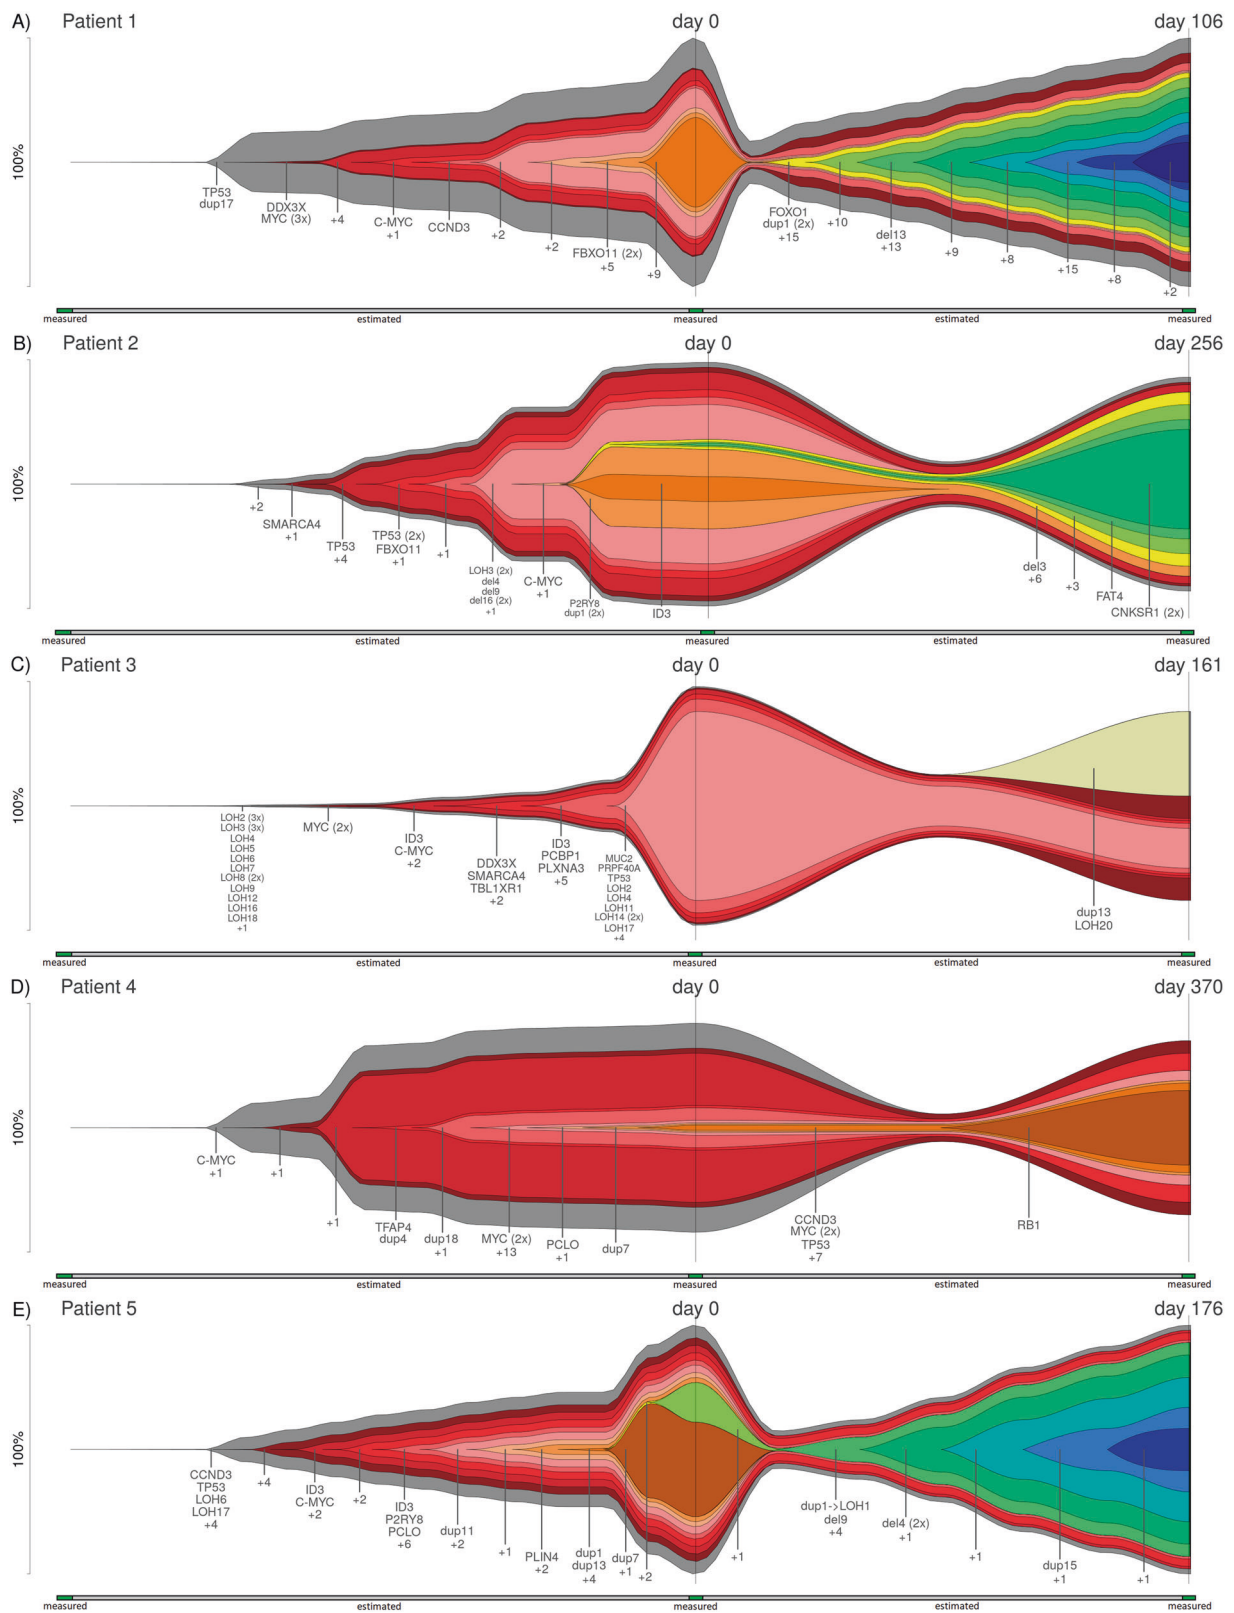 A) Patient 1 day 0 day 106
100%
TP53
dup17
DDX3X
MYC (3x)
+4
C-MYC
+1
CCND3
+2
+2
FBXO11 (2x)
+5
+9
FOXO1
dup1 (2x)
+15
+10
del13
+13
+9
+8
+15
+8
+2
measured estimated measured estimated measured
B) Patient 2 day 0 day 256
100%
+2
SMARCA4
+1
TP53
+4
TP53 (2x)
FBXO11
+1
+1
LOH3 (2x)
del4
del9
del16 (2x)
+1
C-MYC
+1
P2RY8
dup1 (2x)
ID3
del3
+6
+3
FAT4
CNKSR1 (2x)
measured estimated measured estimated measured
C) Patient 3 day 0 day 161
100%
LOH2 (3x)
LOH3 (3x)
LOH4
LOH5
LOH6
LOH7
LOH8 (2x)
LOH9
LOH12
LOH16
LOH18
+1
MYC (2x)
ID3
C-MYC
+2
DDX3X
SMARCA4
TBL1XR1
+2
ID3
PCBP1
PLXNA3
+5
MUC2
PRPF40A
TP53
LOH2
LOH4
LOH11
LOH14 (2x)
LOH17
+4
dup13
LOH20
measured estimated measured estimated measured
D) Patient 4 day 0 day 370
100%
C-MYC
+1
+1
+1
TFAP4
dup4
dup18
+1
MYC (2x)
+13
PCLO
+1
dup7
CCND3
MYC (2x)
TP53
+7
RB1
measured estimated measured estimated measured
E) Patient 5 day 0 day 176
100%
CCND3
TP53
LOH6
LOH17
+4
+4
ID3
C-MYC
+2
+2
ID3
P2RY8
PCLO
+6
dup11
+2
+1
PLIN4
+2
dup1
dup13
+4
dup7
+1
+2
+1
dup1->LOH1
del9
+4
del4 (2x)
+1
+1
dup15
+1
+1
measured estimated measured estimated measured